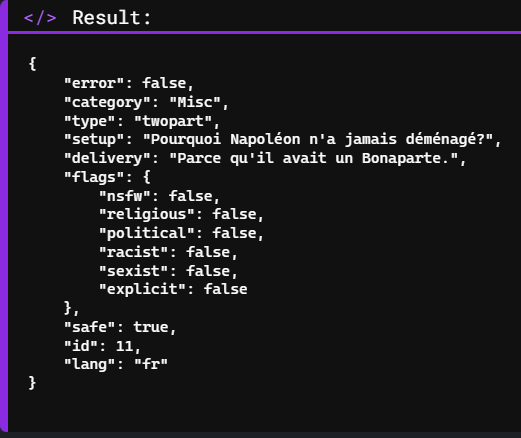 </> Result:
{
    "error": false,
    "category": "Misc",
    "type": "twopart",
    "setup": "Pourquoi Napoléon n'a jamais déménagé?",
    "delivery": "Parce qu'il avait un Bonaparte.",
    "flags": {
        "nsfw": false,
        "religious": false,
        "political": false,
        "racist": false,
        "sexist": false,
        "explicit": false
    },
    "safe": true,
    "id": 11,
    "lang": "fr"
}